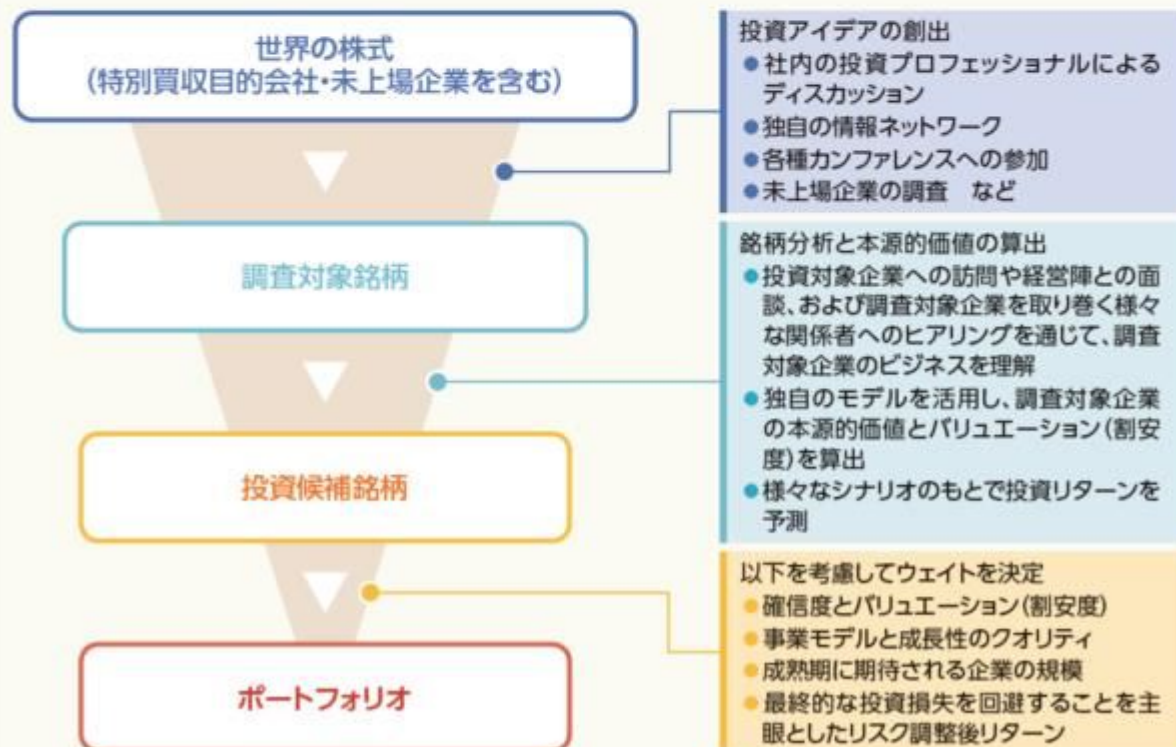 世界の株式
(特別買収目的会社・未上場企業を含む)
投資アイデアの創出
●社内の投資プロフェッショナルによる
ディスカッション
●独自の情報ネットワーク
●各種カンファレンスへの参加
●未上場企業の調査 など
調査対象銘柄
銘柄分析と本源的価値の算出
●投資対象企業への訪問や経営陣との面
談、および調査対象企業を取り巻く様々
な関係者へのヒアリングを通じて、調査
対象企業のビジネスを理解
●独自のモデルを活用し、調査対象企業
の本源的価値とバリュエーション(割安
度)を算出
●様々なシナリオのもとで投資リターンを
予測
投資候補銘柄
以下を考慮してウェイトを決定
●確信度とバリュエーション(割安度)
●事業モデルと成長性のクオリティ
●成熟期に期待される企業の規模
●最終的な投資損失を回避することを主
眼としたリスク調整後リターン
ポートフォリオ